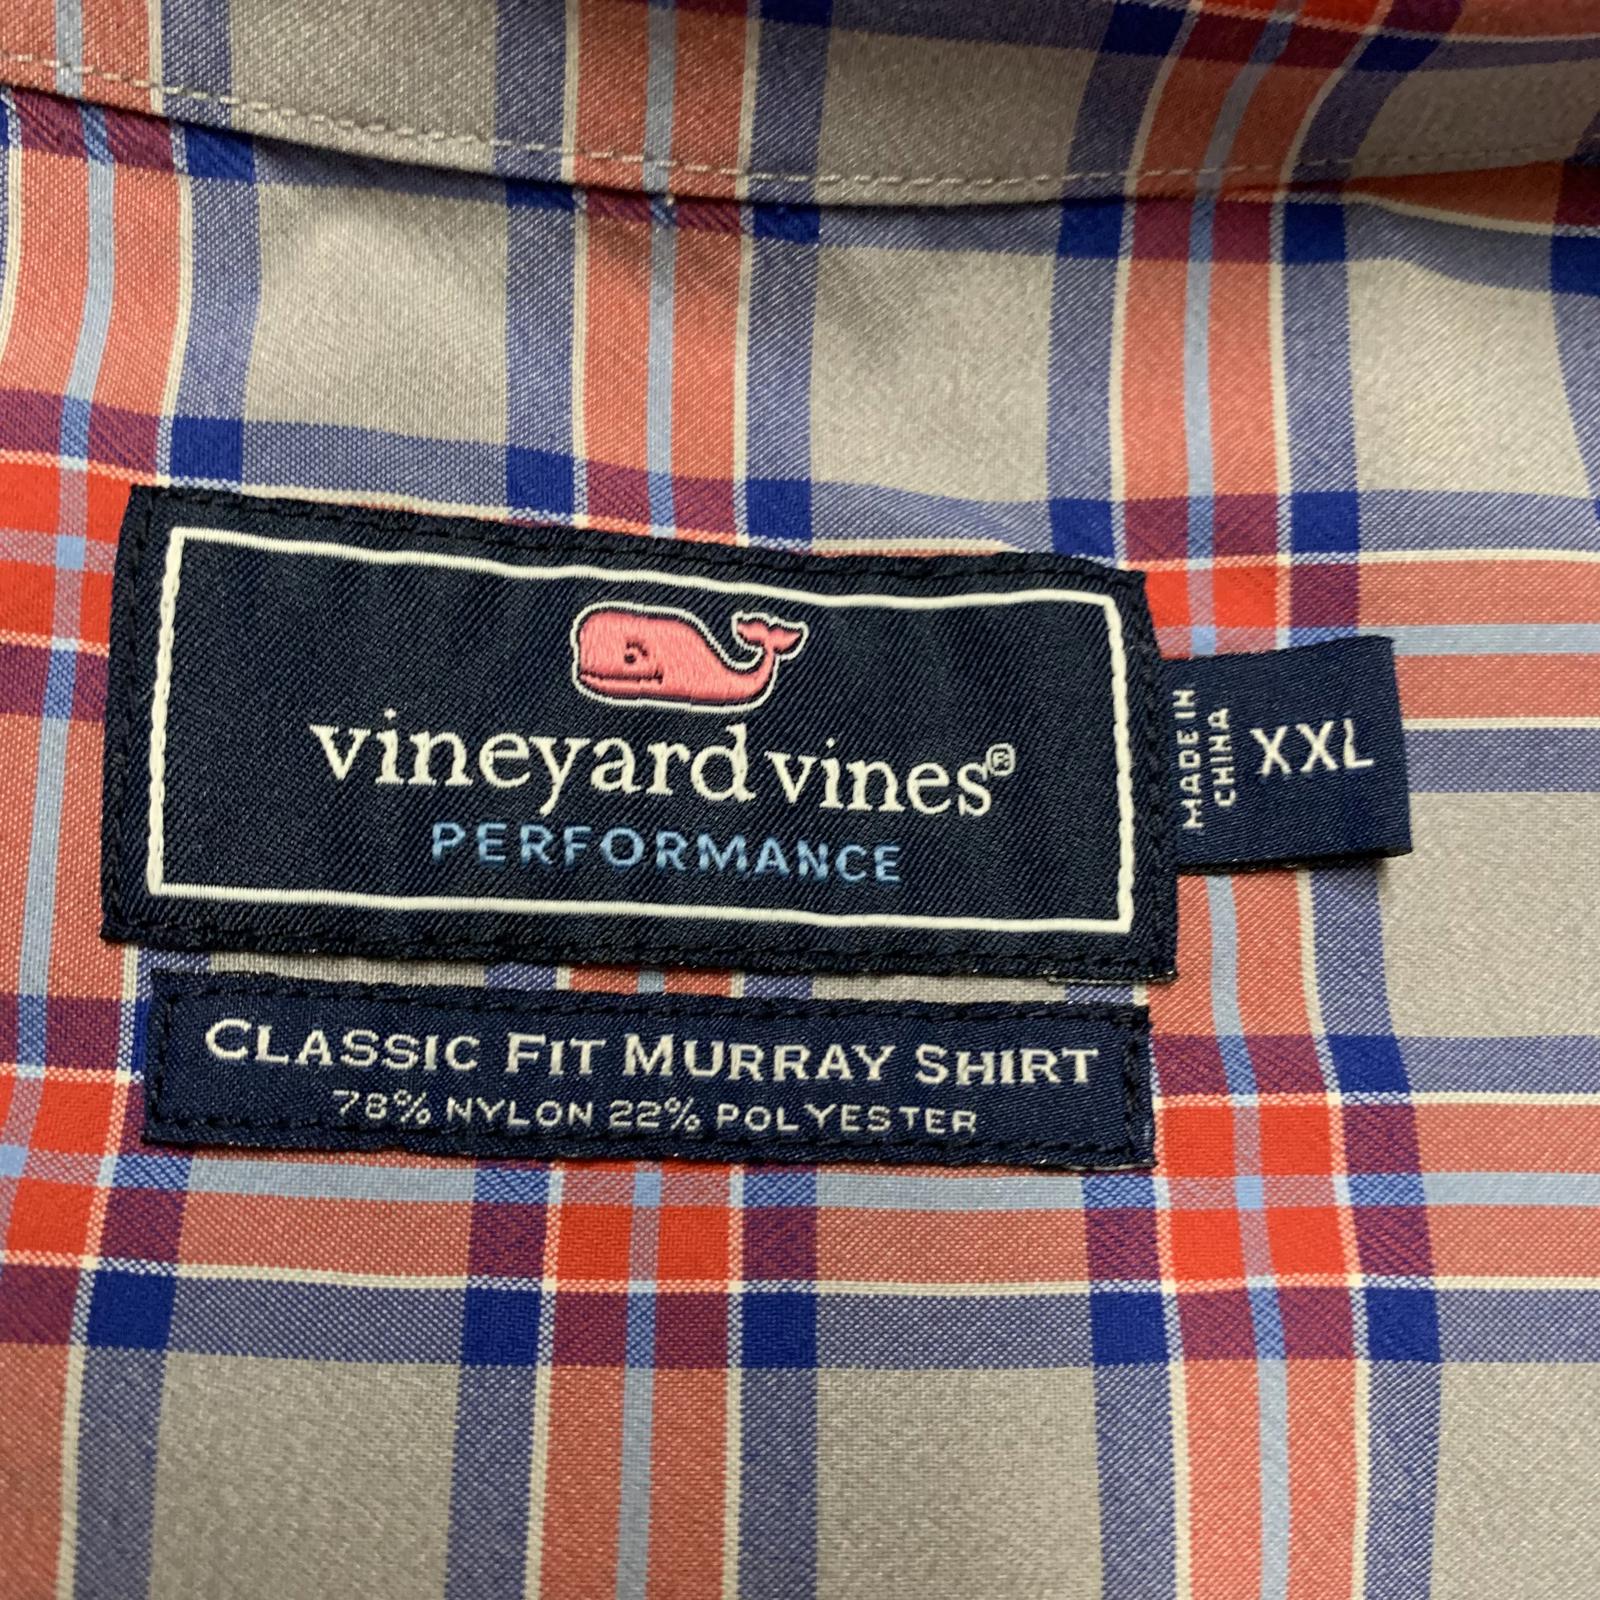 vineyard vines®
PERFORMANCE
MADE IN
CHINA
XXL
CLASSIC FIT MURRAY SHIRT
78% NYLON 22% POLYESTER